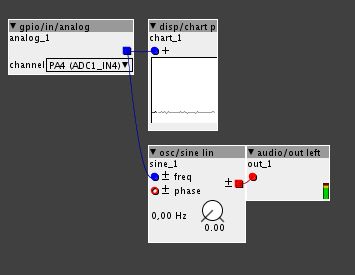 gpio/in/analog
analog_1
channel PA4 (ADC1_IN4)
disp/chart p
chart_1
+
osc/sine lin
sine_1
± freq
± phase
±
0,00 Hz
0.00
audio/out left
out_1